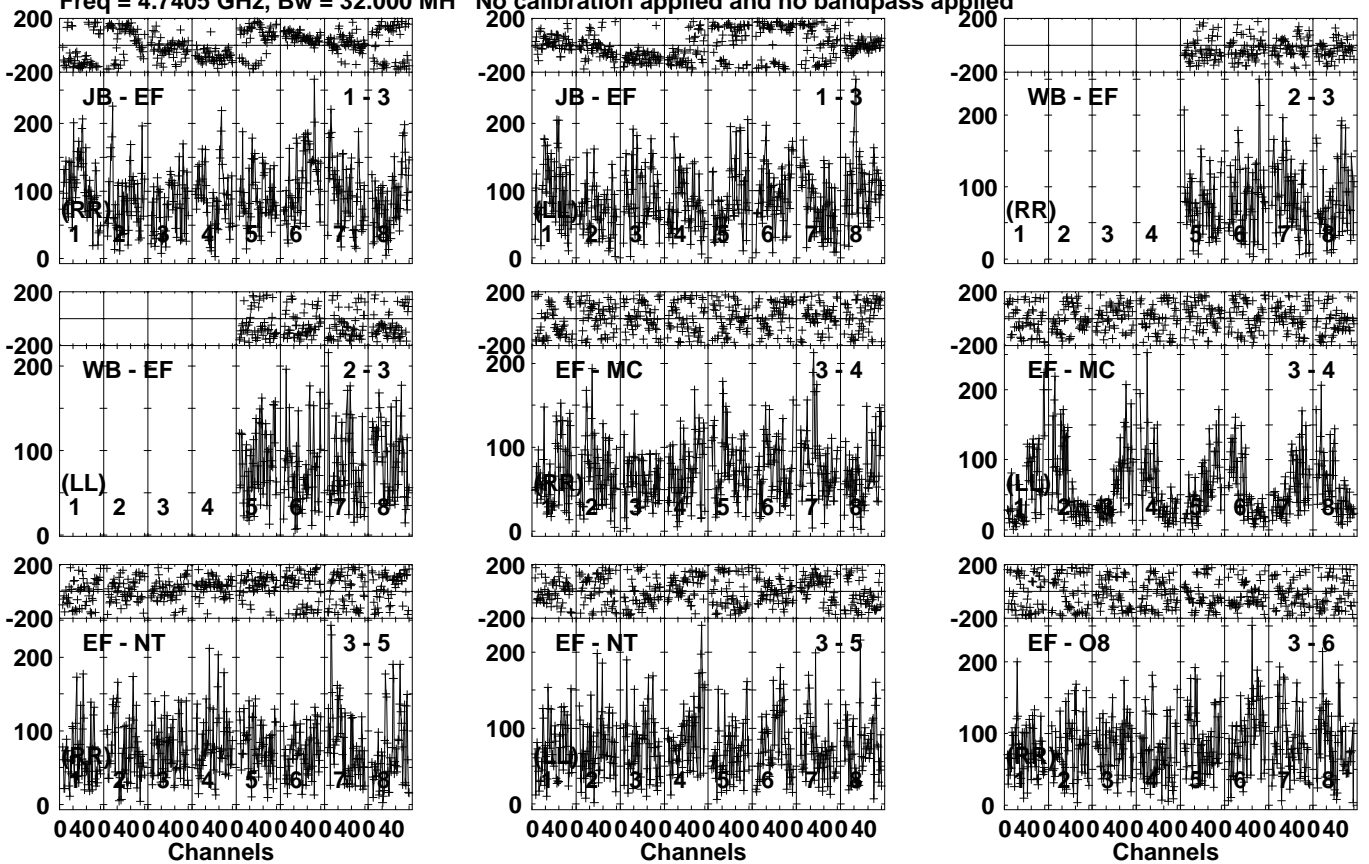 Freq = 4.7405 GHz, Bw = 32.000 MH No calibration applied and no bandpass applied
200 200 200
-200 -200
JB - EF 1 - 3 JB - EF 1 - 3 WB - EF 2 - 3
200 200 200
100 100 100
(RR) (LL) (RR)
1 2 3 4 5 6 7 8 1 2 3 4 5 6 7 8 1 2 3 4 5 6 7 8
0 0 0
200 200 200
-200 -200 -200
WB - EF 2 - 3 EF - MC 3 - 4 EF - MC 3 - 4
200 200 200
100 100 100
(LL) (RR) (LL)
1 2 3 4 5 6 7 8 1 2 3 4 5 6 7 8 1 2 3 4 5 6 7 8
0 0 0
200 200 200
-200 -200 -200
EF - NT 3 - 5 EF - NT 3 - 5 EF - O8 3 - 6
200 200 200
100 100 100
(RR) (LL) (RR)
1 2 3 4 5 6 7 8 1 2 3 4 5 6 7 8 1 2 3 4 5 6 7 8
0 0 0
0 40 0 40 0 40 0 40 0 40 0 40 0 40 0 40 0 40 0 40 0 40 0 40 0 40 0 40 0 40 0 40 0 40 0 40 0 40 0 40 0 40 0 40 0 40 0 40
Channels Channels Channels